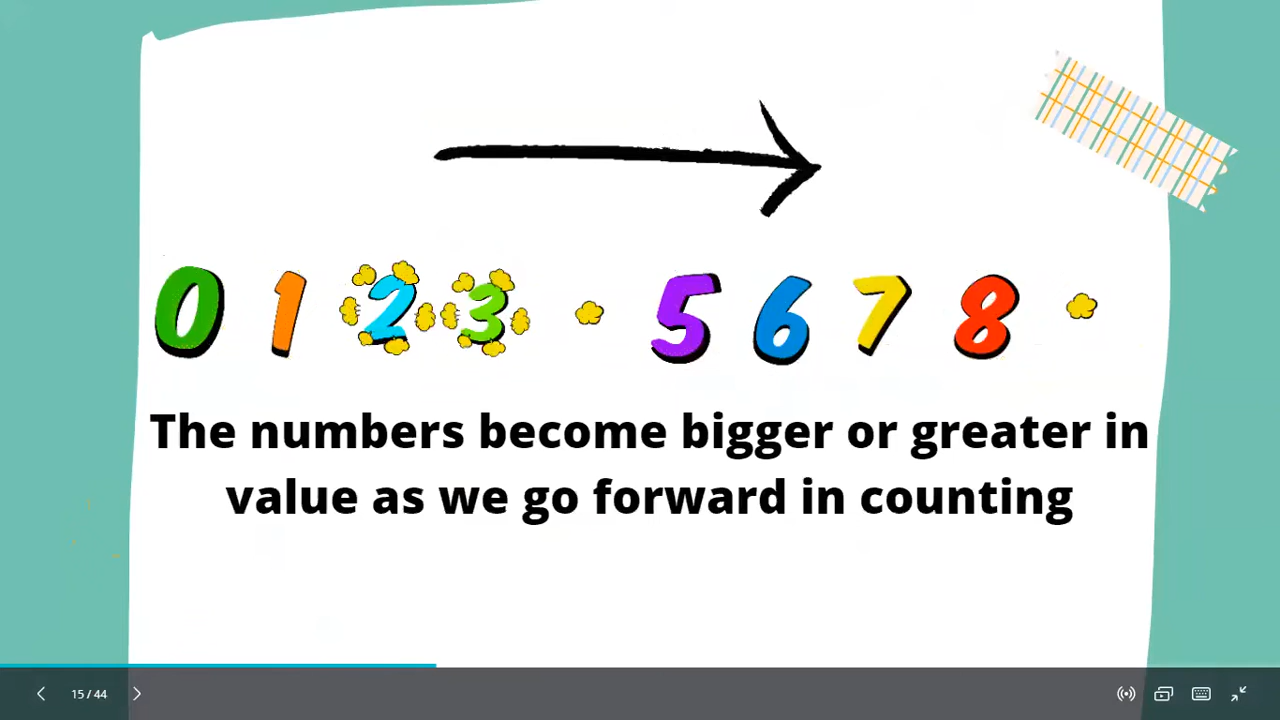 0 1 2 3 5 6 7 8
The numbers become bigger or greater in
value as we go forward in counting
15 / 44